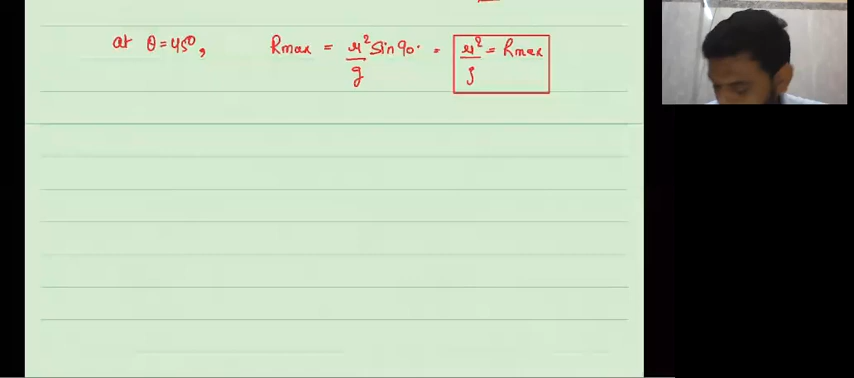 at θ=45°, Rmax = u² sin 90° = u² = Rmax
g g